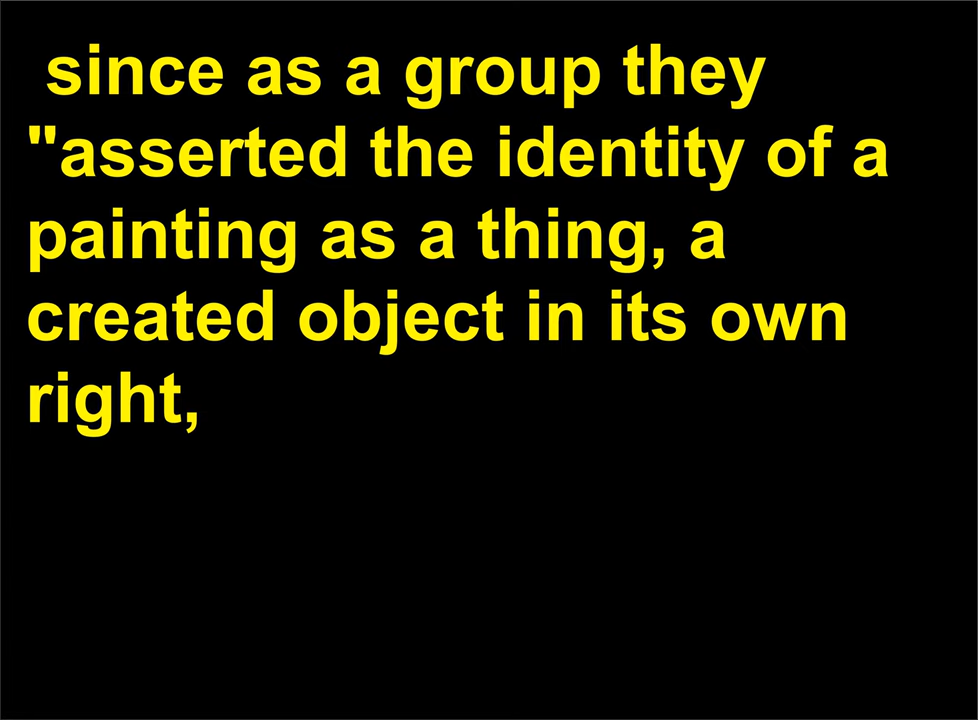 since as a group they
"asserted the identity of a
painting as a thing, a
created object in its own
right,